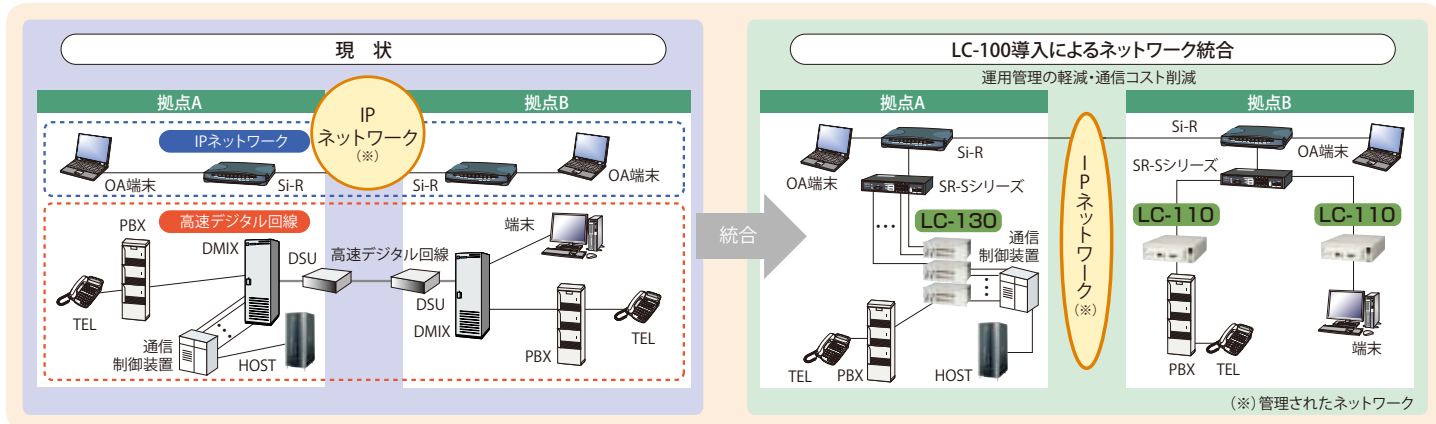 現 状
拠点A
拠点B
IP
ネットワーク
(※)
IPネットワーク
OA端末
Si-R
Si-R
OA端末
高速デジタル回線
PBX
DMIX
DSU
高速デジタル回線
端末
TEL
DSU
DMIX
TEL
通信
制御装置
HOST
PBX
統合
LC-100導入によるネットワーク統合
運用管理の軽減・通信コスト削減
拠点A
拠点B
OA端末
Si-R
SR-Sシリーズ
LC-130
通信
制御装置
TEL
PBX
HOST
IPネットワーク
(※)
Si-R
OA端末
SR-Sシリーズ
LC-110
LC-110
PBX
TEL
端末
(※)管理されたネットワーク